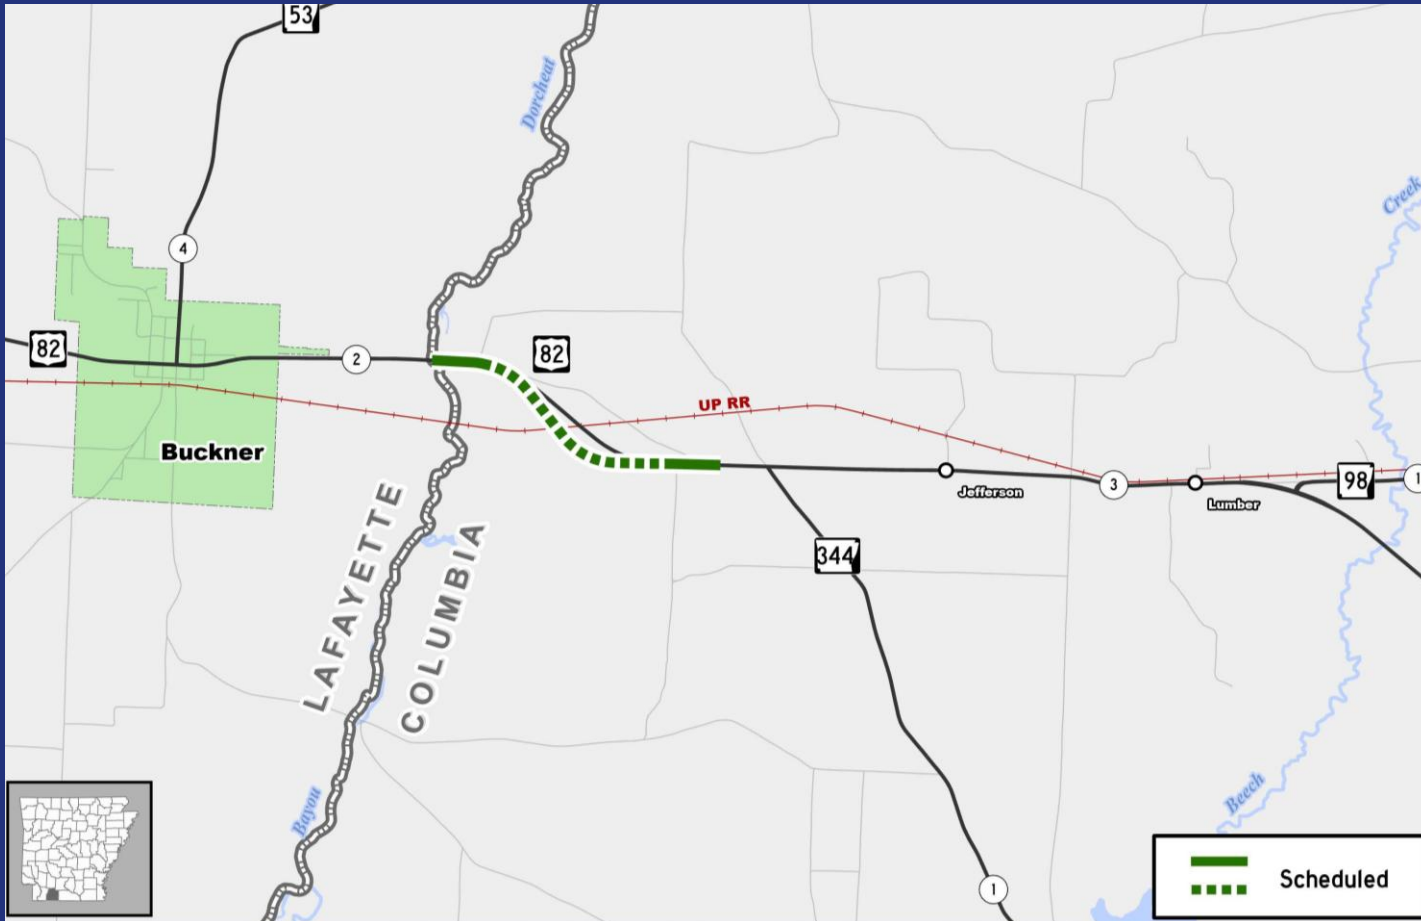 53
Dorcheat
Creek
4
82
2
82
UP RR
Buckner
Jefferson
3
Lumber
98
1
LAFAYETTE
COLUMBIA
344
Bayou
Beech
1
Scheduled